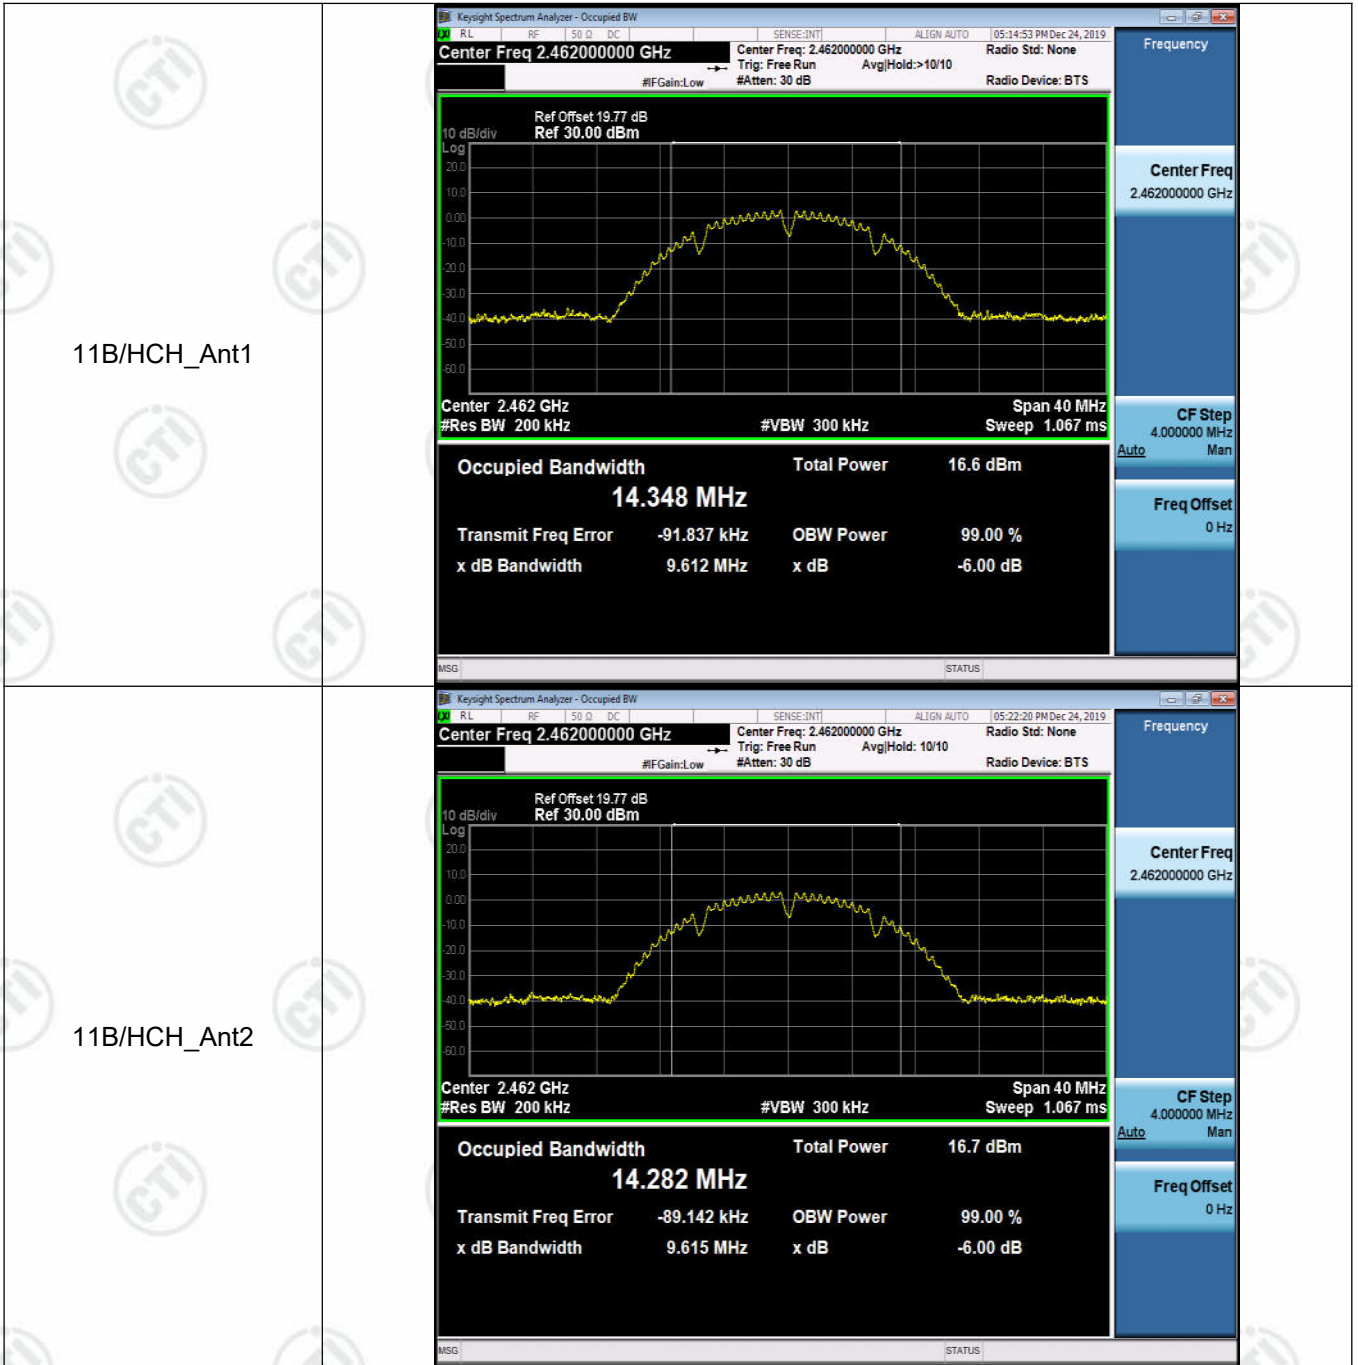 11B/HCH_Ant1
Keysight Spectrum Analyzer - Occupied BW
RL RF 50 Ω DC SENSE:INT ALIGN AUTO 05:14:53 PM Dec 24, 2019
Center Freq 2.462000000 GHz
Center Freq: 2.462000000 GHz Radio Std: None
Trig: Free Run Avg|Hold:>10/10
#IFGain:Low #Atten: 30 dB Radio Device: BTS
Ref Offset 19.77 dB
10 dB/div Ref 30.00 dBm
Log
20.0
10.0
0.00
-10.0
-20.0
-30.0
-40.0
-50.0
-60.0
Center 2.462 GHz Span 40 MHz
#Res BW 200 kHz #VBW 300 kHz Sweep 1.067 ms
Occupied Bandwidth Total Power 16.6 dBm
14.348 MHz
Transmit Freq Error -91.837 kHz OBW Power 99.00 %
x dB Bandwidth 9.612 MHz x dB -6.00 dB
MSG STATUS
Frequency
Center Freq
2.462000000 GHz
CF Step
4.000000 MHz
Auto Man
Freq Offset
0 Hz
11B/HCH_Ant2
Keysight Spectrum Analyzer - Occupied BW
RL RF 50 Ω DC SENSE:INT ALIGN AUTO 05:22:20 PM Dec 24, 2019
Center Freq 2.462000000 GHz
Center Freq: 2.462000000 GHz Radio Std: None
Trig: Free Run Avg|Hold: 10/10
#IFGain:Low #Atten: 30 dB Radio Device: BTS
Ref Offset 19.77 dB
10 dB/div Ref 30.00 dBm
Log
20.0
10.0
0.00
-10.0
-20.0
-30.0
-40.0
-50.0
-60.0
Center 2.462 GHz Span 40 MHz
#Res BW 200 kHz #VBW 300 kHz Sweep 1.067 ms
Occupied Bandwidth Total Power 16.7 dBm
14.282 MHz
Transmit Freq Error -89.142 kHz OBW Power 99.00 %
x dB Bandwidth 9.615 MHz x dB -6.00 dB
MSG STATUS
Frequency
Center Freq
2.462000000 GHz
CF Step
4.000000 MHz
Auto Man
Freq Offset
0 Hz
CTI
CTI
CTI
CTI
CTI
CTI
CTI
CTI